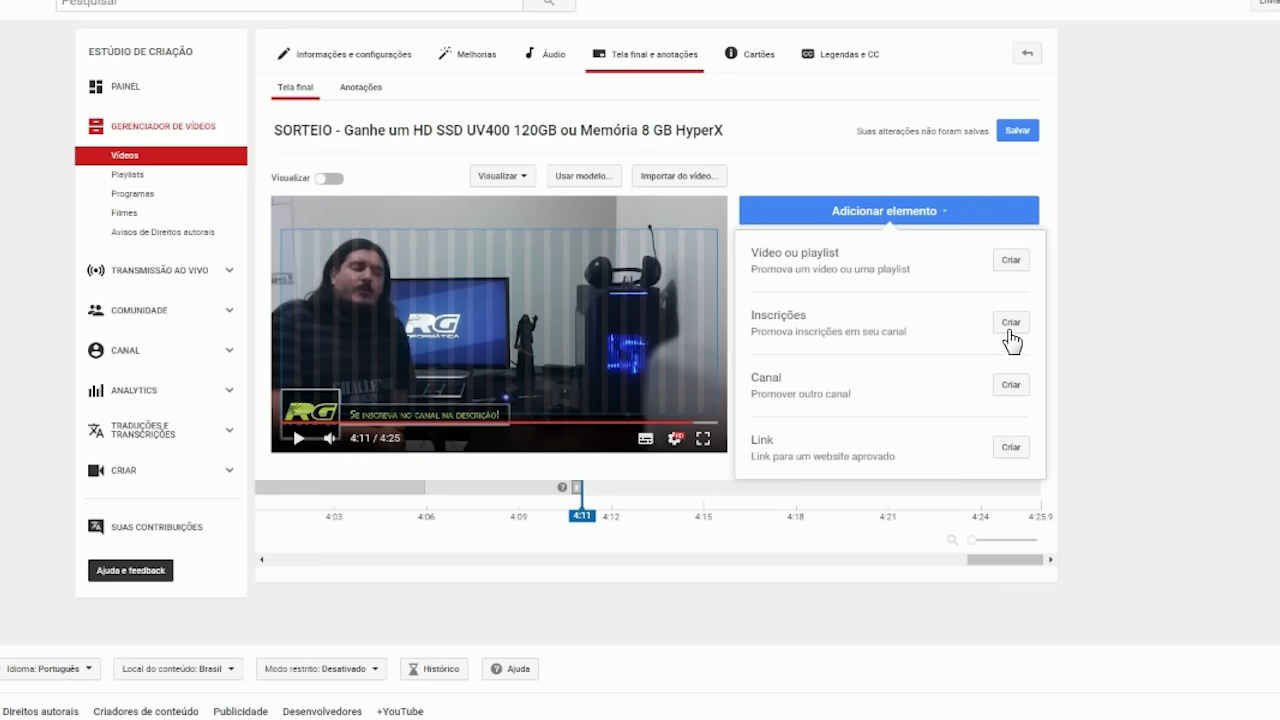 Pesquisar
ESTÚDIO DE CRIAÇÃO
PAINEL
GERENCIADOR DE VÍDEOS
Vídeos
Playlists
Programas
Filmes
Avisos de Direitos autorais
TRANSMISSÃO AO VIVO
COMUNIDADE
CANAL
ANALYTICS
TRADUÇÕES E
TRANSCRIÇÕES
CRIAR
SUAS CONTRIBUIÇÕES
Ajuda e feedback
Informações e configurações Melhorias Áudio Tela final e anotações Cartões CC Legendas e CC
Tela final Anotações
SORTEIO - Ganhe um HD SSD UV400 120GB ou Memória 8 GB HyperX
Suas alterações não foram salvas Salvar
Visualizar Visualizar Usar modelo... Importar do vídeo...
RG
INFORMÁTICA
RG SE INSCREVA NO CANAL NA DESCRIÇÃO!
4:11 / 4:25 HD
Adicionar elemento
Vídeo ou playlist
Promova um vídeo ou uma playlist
Criar
Inscrições
Promova inscrições em seu canal
Criar
Canal
Promover outro canal
Criar
Link
Link para um website aprovado
Criar
4:03 4:06 4:09 4:11 4:12 4:15 4:18 4:21 4:24 4:25.9
Idioma: Português Local do conteúdo: Brasil Modo restrito: Desativado Histórico Ajuda
Direitos autorais Criadores de conteúdo Publicidade Desenvolvedores +YouTube